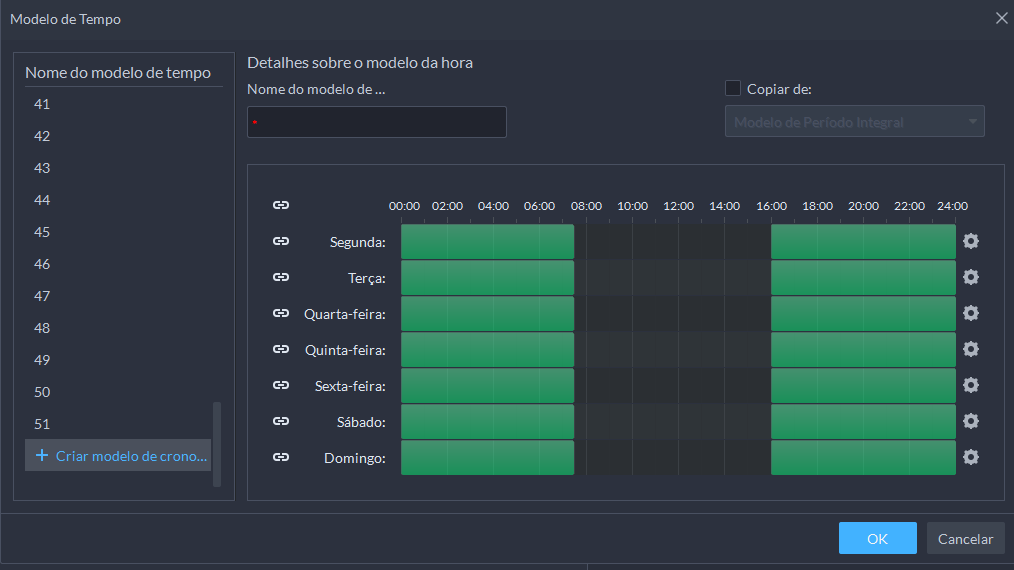 Modelo de Tempo
Nome do modelo de tempo
41
42
43
44
45
46
47
48
49
50
51
+ Criar modelo de crono...
Detalhes sobre o modelo da hora
Nome do modelo de ...
*
Copiar de:
Modelo de Período Integral
00:00 02:00 04:00 06:00 08:00 10:00 12:00 14:00 16:00 18:00 20:00 22:00 24:00
Segunda:
Terça:
Quarta-feira:
Quinta-feira:
Sexta-feira:
Sábado:
Domingo:
OK
Cancelar